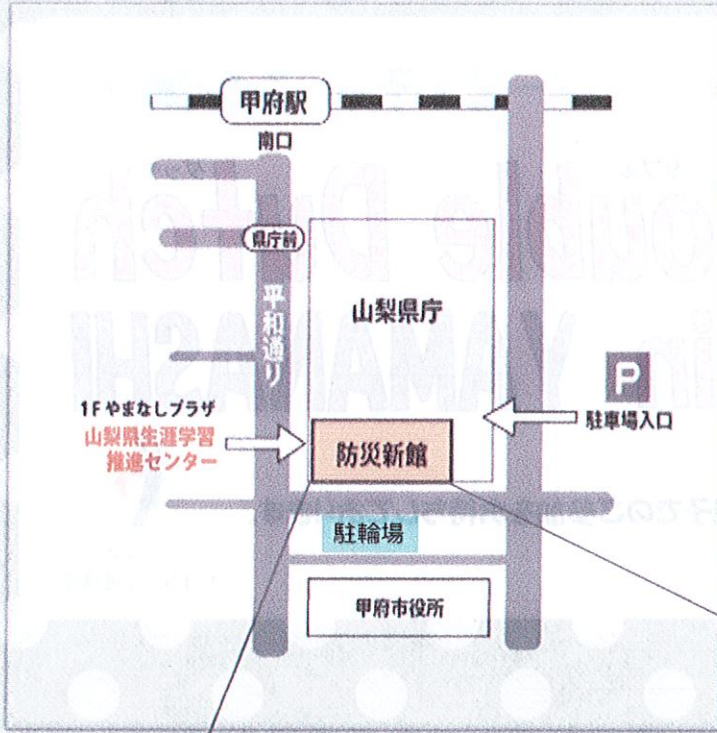 甲府駅
南口
県庁前
平和通り
山梨県庁
P
駐車場入口
1F やまなしプラザ
山梨県生涯学習
推進センター
防災新館
駐輪場
甲府市役所